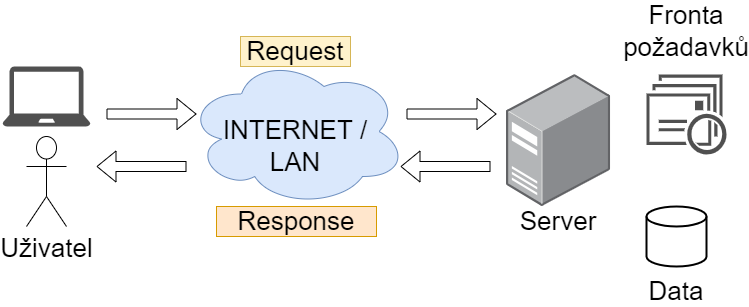 Fronta
požadavků
Request
INTERNET /
LAN
Response
Server
Uživatel
Data